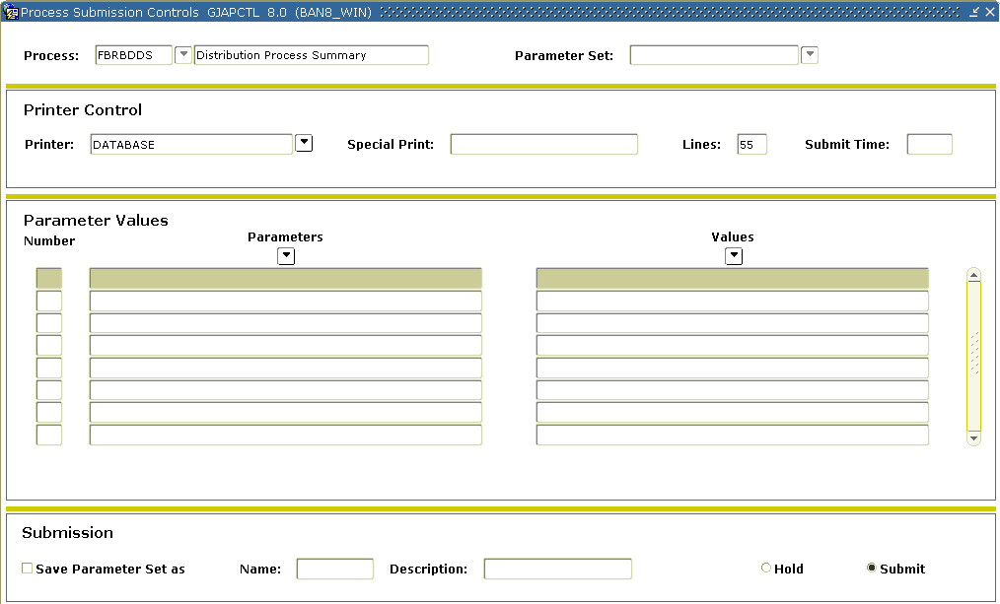 Process Submission Controls GJAPCTL 8.0 (BAN8_WIN)
Process: FBRBDDS Distribution Process Summary Parameter Set:
Printer Control
Printer: DATABASE Special Print: Lines: 55 Submit Time:
Parameter Values
Number Parameters Values
Submission
Save Parameter Set as Name: Description: Hold Submit